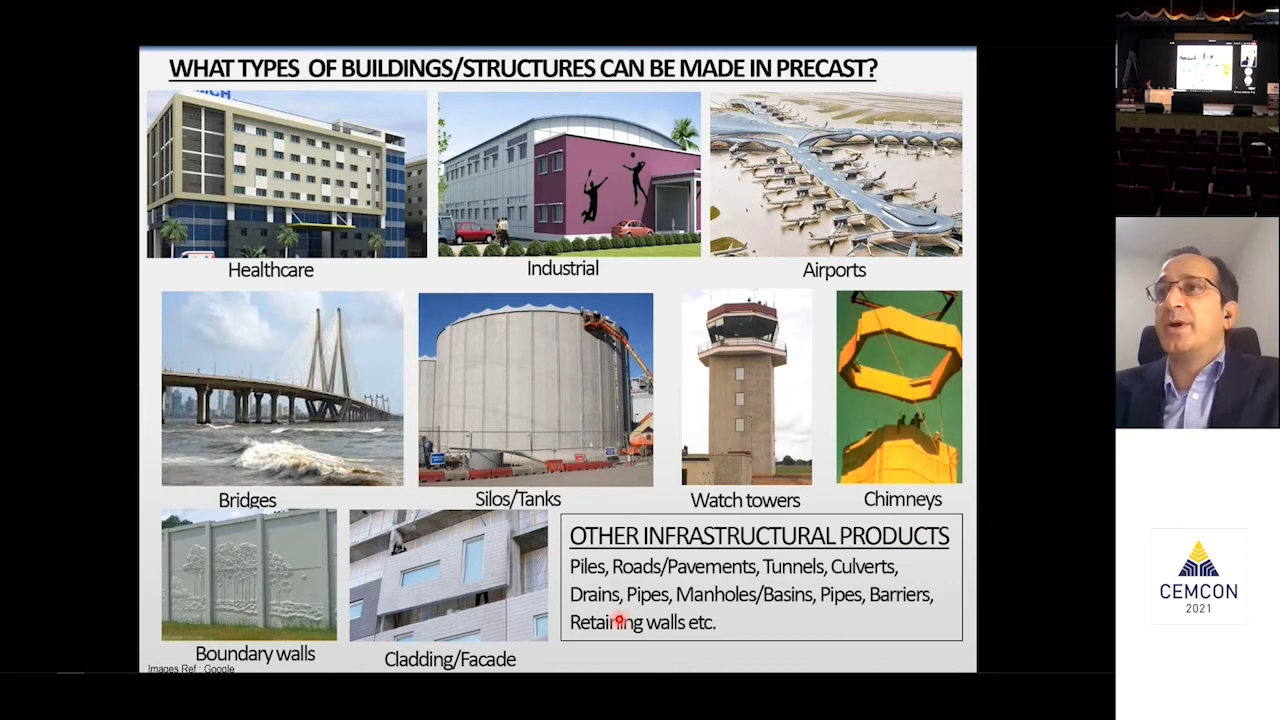 WHAT TYPES OF BUILDINGS/STRUCTURES CAN BE MADE IN PRECAST?
Healthcare
Industrial
Airports
Bridges
Silos/Tanks
Watch towers
Chimneys
Boundary walls
Cladding/Facade
OTHER INFRASTRUCTURAL PRODUCTS
Piles, Roads/Pavements, Tunnels, Culverts,
Drains, Pipes, Manholes/Basins, Pipes, Barriers,
Retaining walls etc.
Images Ref : Google
CEMCON
2021